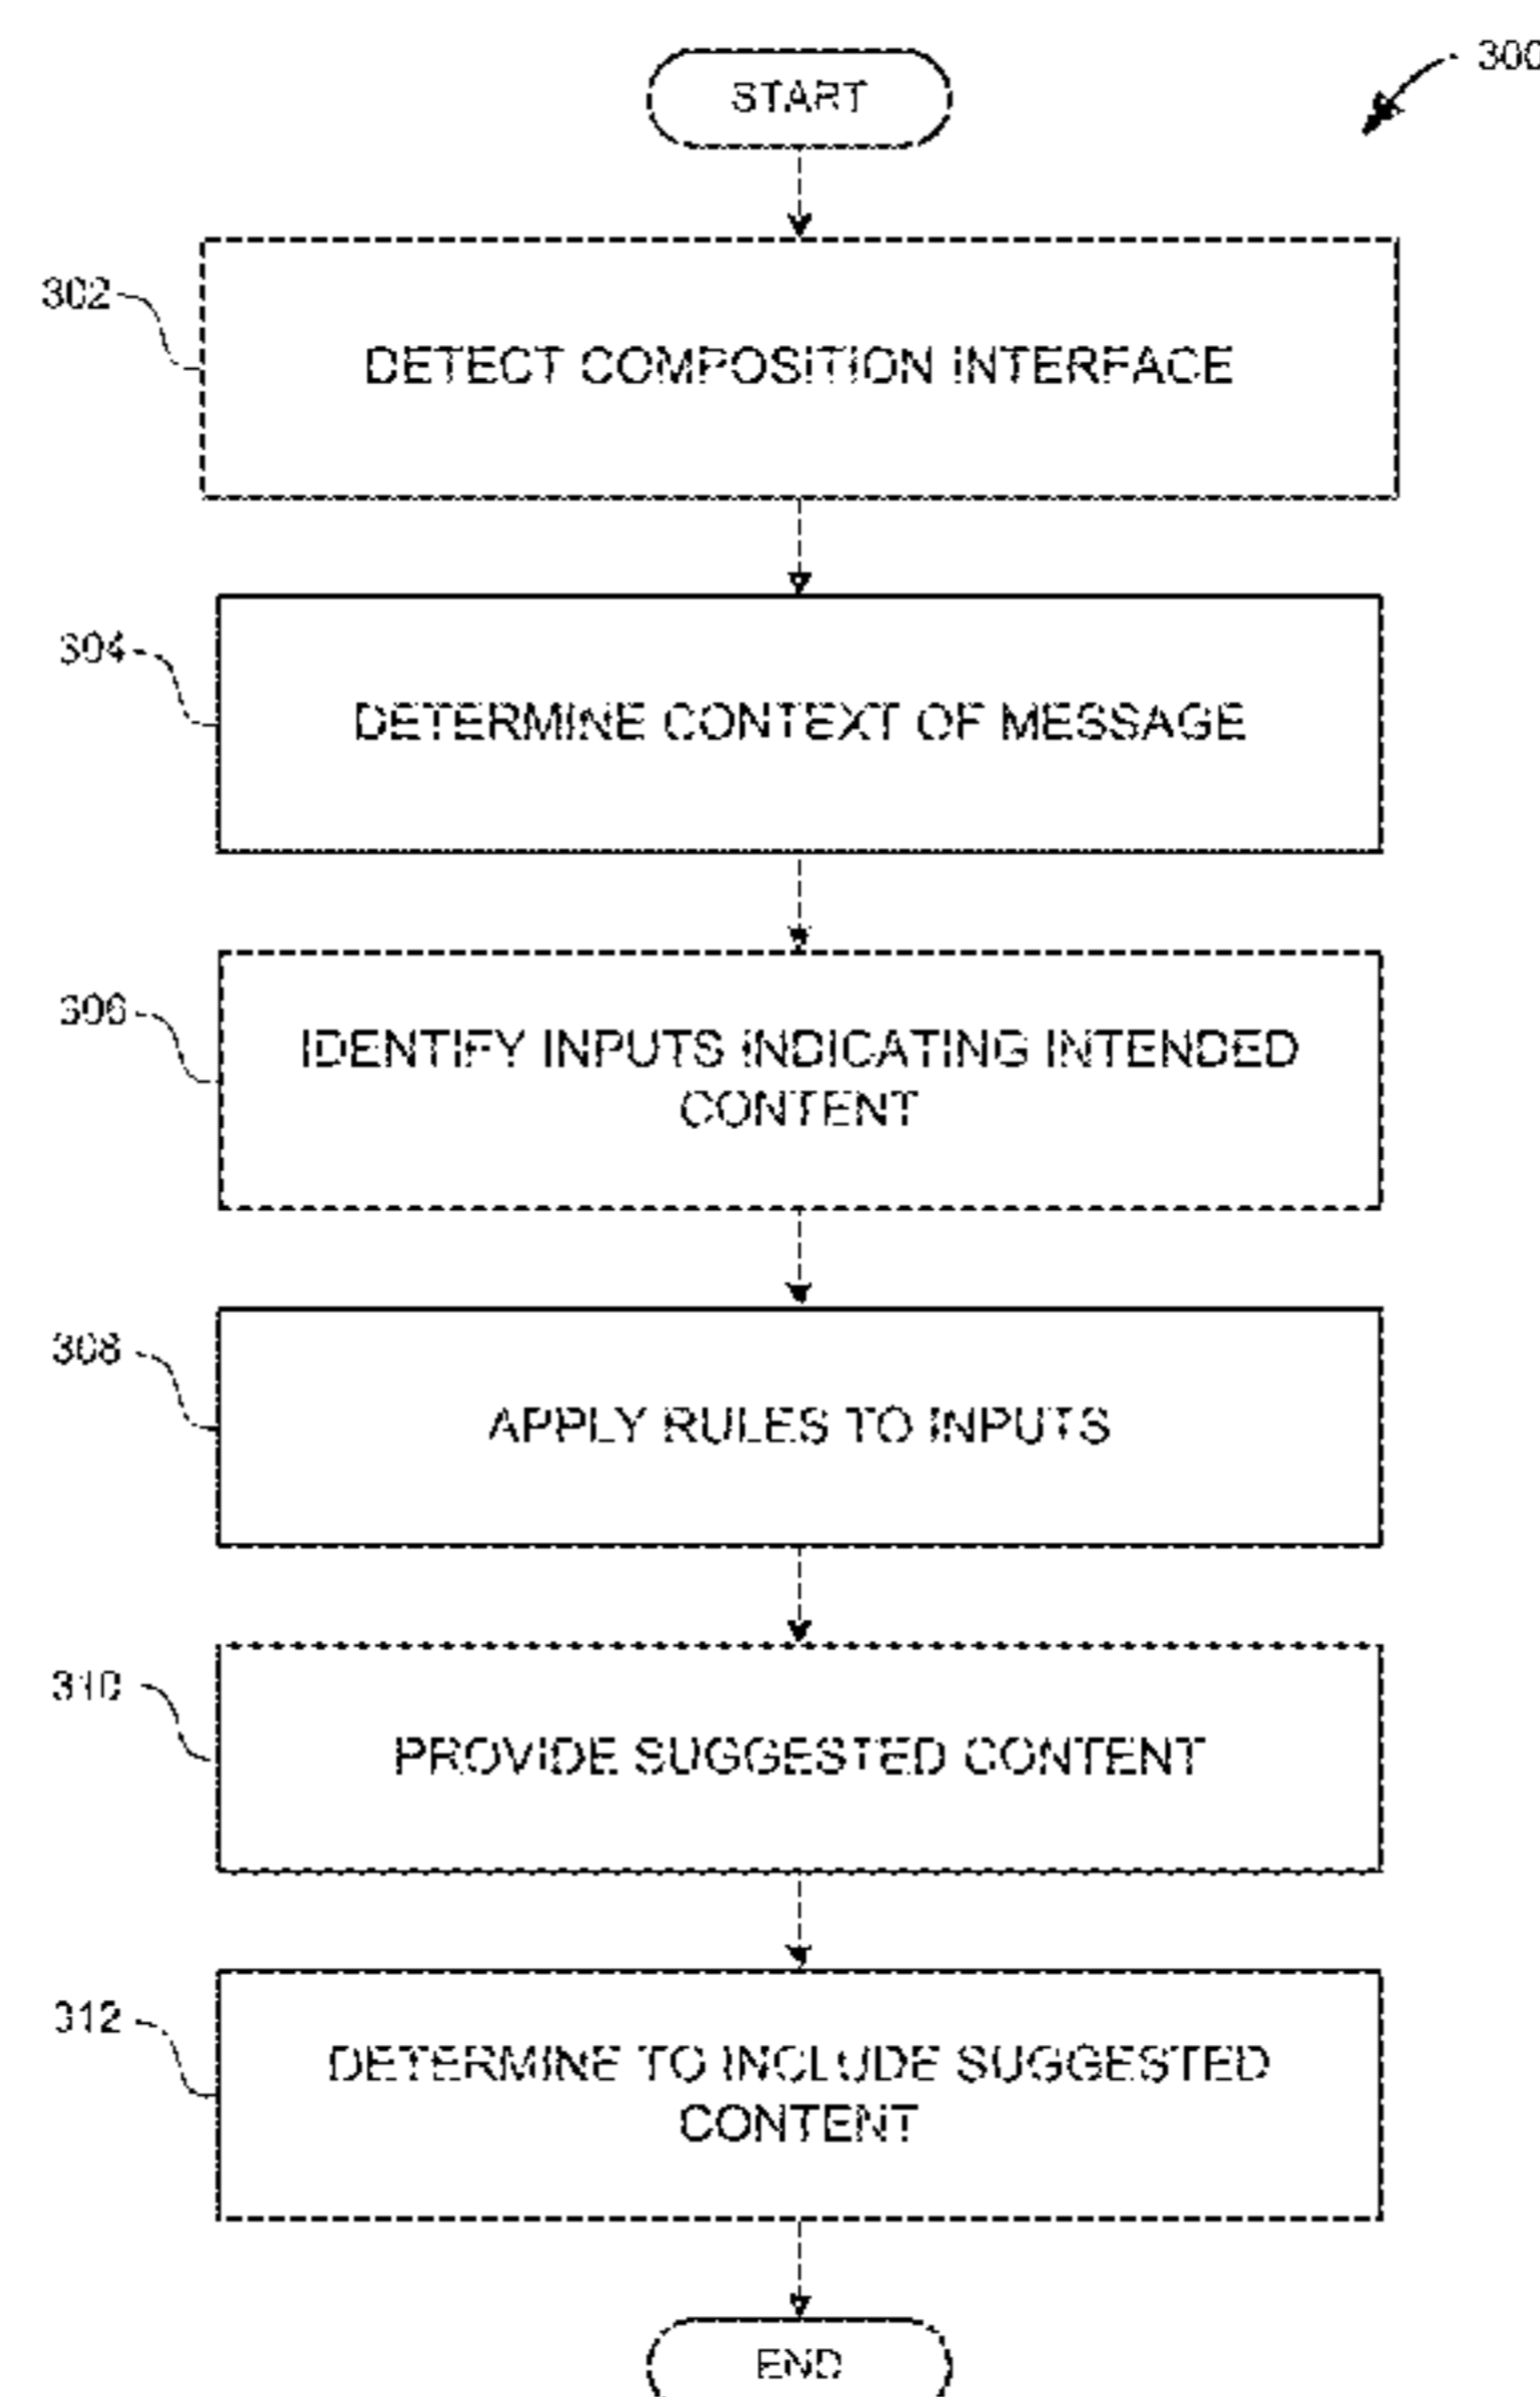 300
START
302
DETECT COMPOSITION INTERFACE
304
DETERMINE CONTEXT OF MESSAGE
306
IDENTIFY INPUTS INDICATING INTENDED
CONTENT
308
APPLY RULES TO INPUTS
310
PROVIDE SUGGESTED CONTENT
312
DETERMINE TO INCLUDE SUGGESTED
CONTENT
END